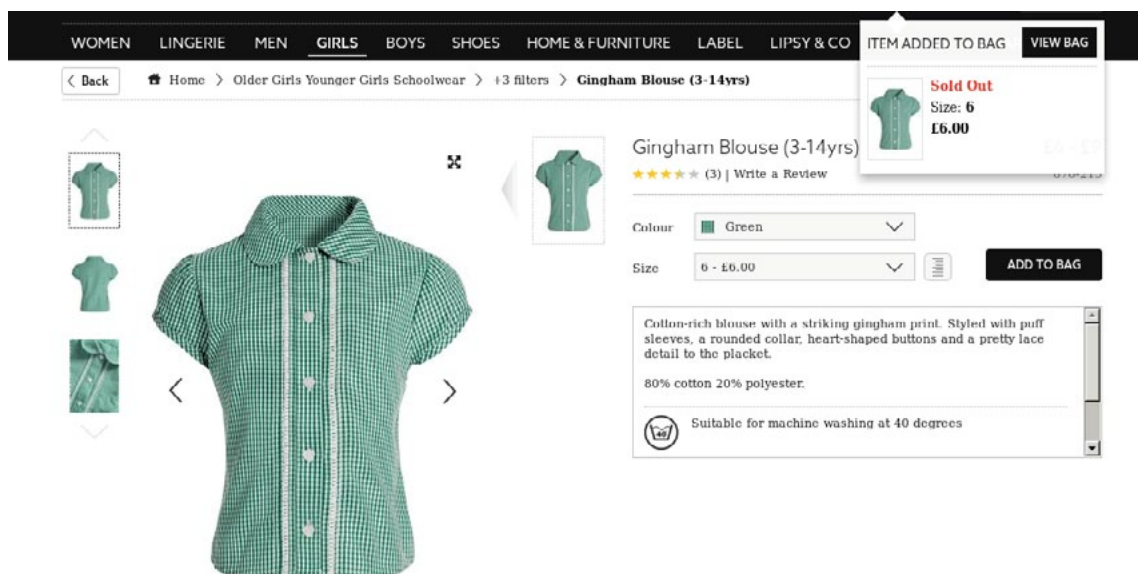 WOMEN LINGERIE MEN GIRLS BOYS SHOES HOME & FURNITURE LABEL LIPSY & CO
ITEM ADDED TO BAG VIEW BAG
Back Home > Older Girls Younger Girls Schoolwear > +3 filters > Gingham Blouse (3-14yrs)
Sold Out
Size: 6
£6.00
Gingham Blouse (3-14yrs)
(3) | Write a Review
Colour Green
Size 6 - £6.00 ADD TO BAG
Cotton-rich blouse with a striking gingham print. Styled with puff
sleeves, a rounded collar, heart-shaped buttons and a pretty lace
detail to the placket.
80% cotton 20% polyester.
40 Suitable for machine washing at 40 degrees